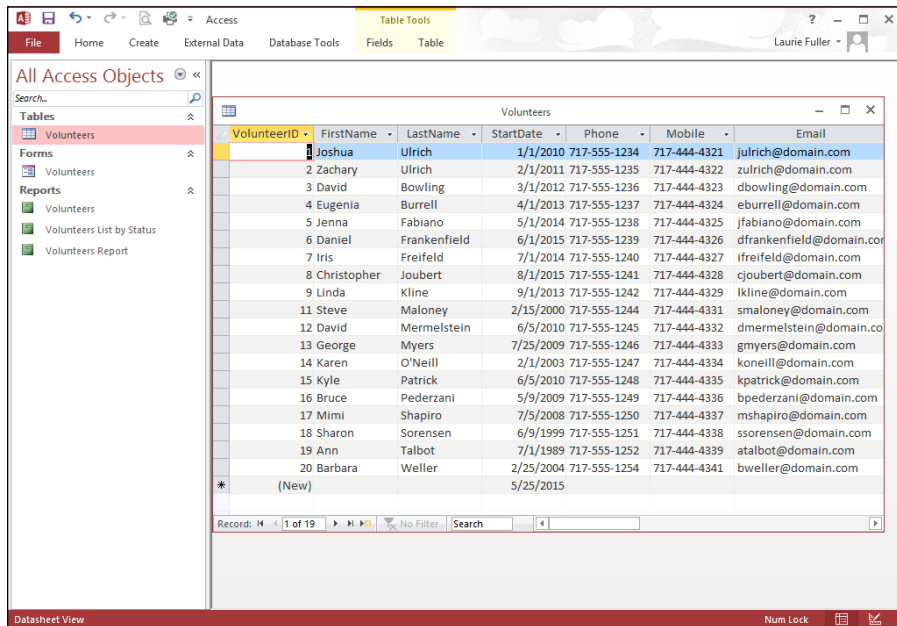 Access
Table Tools
?
File Home Create External Data Database Tools Fields Table
Laurie Fuller
All Access Objects
Search...
Tables
Volunteers
Forms
Volunteers
Reports
Volunteers
Volunteers List by Status
Volunteers Report
Volunteers
VolunteerID FirstName LastName StartDate Phone Mobile Email
1 Joshua Ulrich 1/1/2010 717-555-1234 717-444-4321 julrich@domain.com
2 Zachary Ulrich 2/1/2011 717-555-1235 717-444-4322 zulrich@domain.com
3 David Bowling 3/1/2012 717-555-1236 717-444-4323 dbowling@domain.com
4 Eugenia Burrell 4/1/2013 717-555-1237 717-444-4324 eburrell@domain.com
5 Jenna Fabiano 5/1/2014 717-555-1238 717-444-4325 jfabiano@domain.com
6 Daniel Frankenfield 6/1/2015 717-555-1239 717-444-4326 dfrankenfield@domain.cor
7 Iris Freifeld 7/1/2014 717-555-1240 717-444-4327 ifreifeld@domain.com
8 Christopher Joubert 8/1/2015 717-555-1241 717-444-4328 cjoubert@domain.com
9 Linda Kline 9/1/2013 717-555-1242 717-444-4329 lkline@domain.com
11 Steve Maloney 2/15/2000 717-555-1244 717-444-4331 smaloney@domain.com
12 David Mermelstein 6/5/2010 717-555-1245 717-444-4332 dmermelstein@domain.co
13 George Myers 7/25/2009 717-555-1246 717-444-4333 gmyers@domain.com
14 Karen O'Neill 2/1/2003 717-555-1247 717-444-4334 koneill@domain.com
15 Kyle Patrick 6/5/2010 717-555-1248 717-444-4335 kpatrick@domain.com
16 Bruce Pederzani 5/9/2009 717-555-1249 717-444-4336 bpederzani@domain.com
17 Mimi Shapiro 7/5/2008 717-555-1250 717-444-4337 mshapiro@domain.com
18 Sharon Sorensen 6/9/1999 717-555-1251 717-444-4338 ssorensen@domain.com
19 Ann Talbot 7/1/1989 717-555-1252 717-444-4339 atalbot@domain.com
20 Barbara Weller 2/25/2004 717-555-1254 717-444-4341 bweller@domain.com
(New) 5/25/2015
Record: 1 of 19 No Filter Search
Datasheet View Num Lock